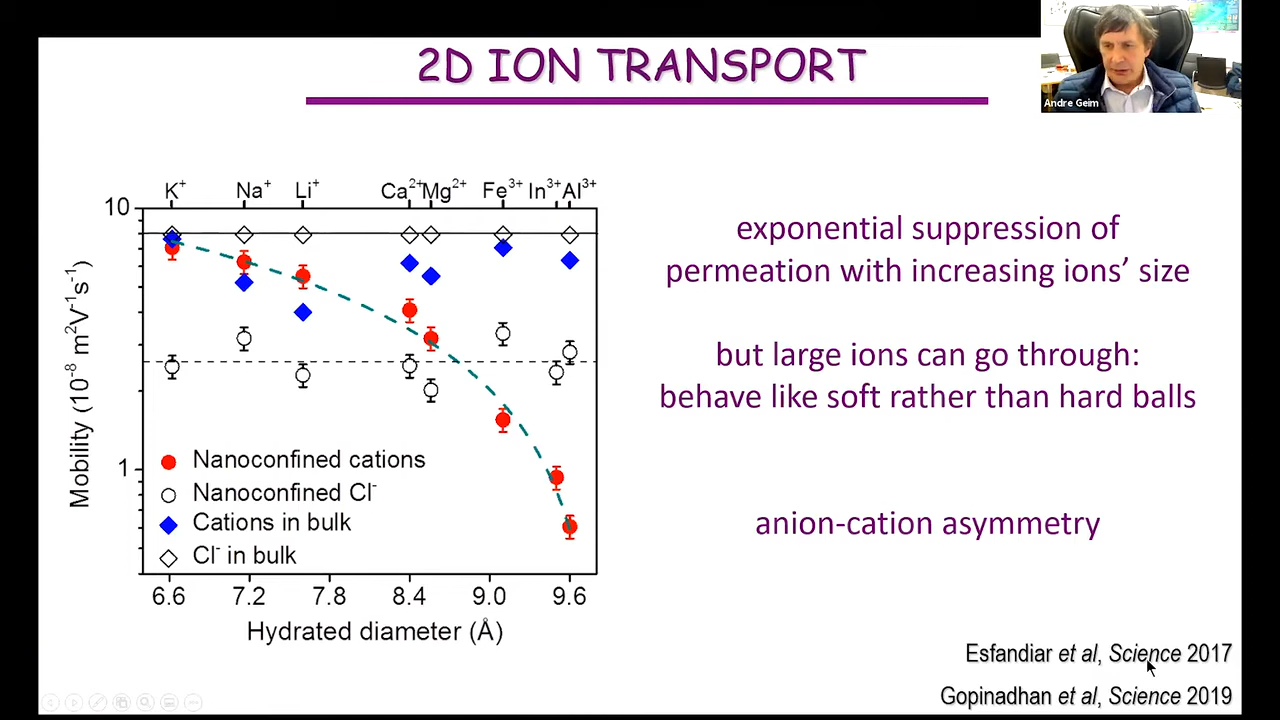 2D ION TRANSPORT
Andre Geim
K⁺ Na⁺ Li⁺ Ca²⁺ Mg²⁺ Fe³⁺ In³⁺ Al³⁺
10
1
Mobility (10⁻⁸ m²V⁻¹s⁻¹)
Nanoconfined cations
Nanoconfined Cl⁻
Cations in bulk
Cl⁻ in bulk
6.6 7.2 7.8 8.4 9.0 9.6
Hydrated diameter (Å)
exponential suppression of
permeation with increasing ions’ size
but large ions can go through:
behave like soft rather than hard balls
anion-cation asymmetry
Esfandiar et al, Science 2017
Gopinadhan et al, Science 2019